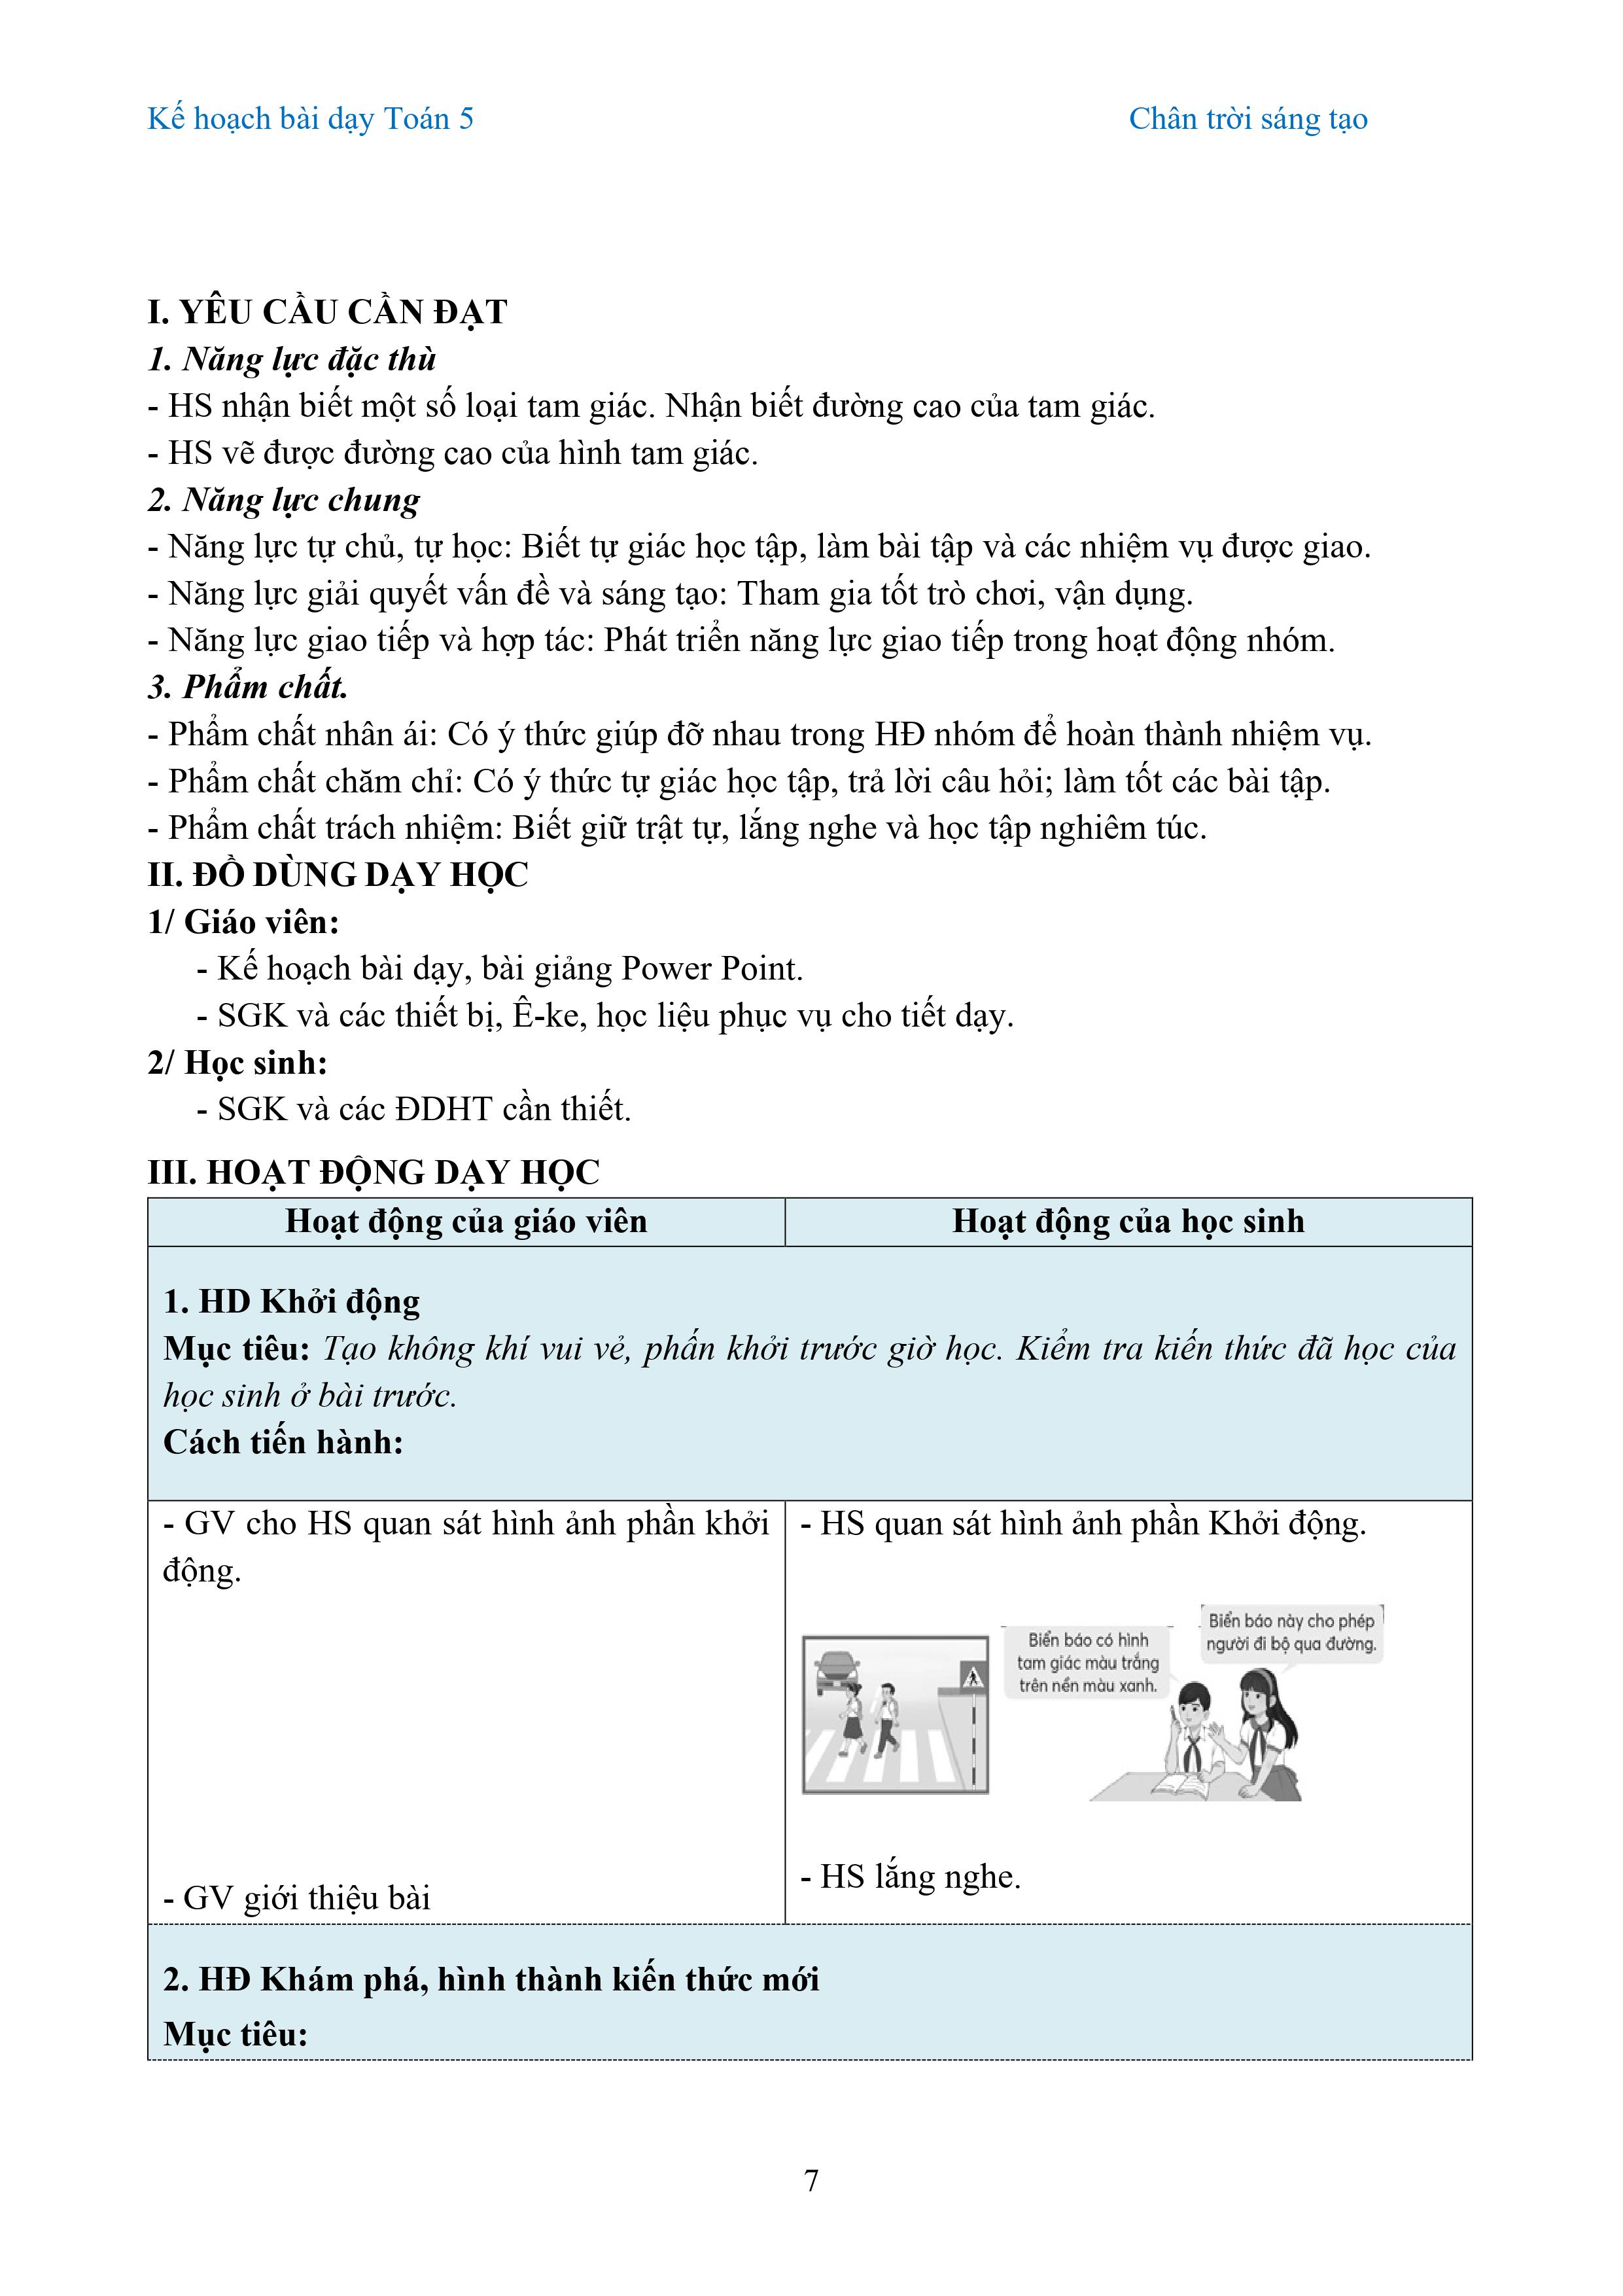 Kế hoạch bài dạy Toán 5 Chân trời sáng tạo
I. YÊU CẦU CẦN ĐẠT
1. Năng lực đặc thù
- HS nhận biết một số loại tam giác. Nhận biết đường cao của tam giác.
- HS vẽ được đường cao của hình tam giác.
2. Năng lực chung
- Năng lực tự chủ, tự học: Biết tự giác học tập, làm bài tập và các nhiệm vụ được giao.
- Năng lực giải quyết vấn đề và sáng tạo: Tham gia tốt trò chơi, vận dụng.
- Năng lực giao tiếp và hợp tác: Phát triển năng lực giao tiếp trong hoạt động nhóm.
3. Phẩm chất.
- Phẩm chất nhân ái: Có ý thức giúp đỡ nhau trong HĐ nhóm để hoàn thành nhiệm vụ.
- Phẩm chất chăm chỉ: Có ý thức tự giác học tập, trả lời câu hỏi; làm tốt các bài tập.
- Phẩm chất trách nhiệm: Biết giữ trật tự, lắng nghe và học tập nghiêm túc.
II. ĐỒ DÙNG DẠY HỌC
1/ Giáo viên:
- Kế hoạch bài dạy, bài giảng Power Point.
- SGK và các thiết bị, Ê-ke, học liệu phục vụ cho tiết dạy.
2/ Học sinh:
- SGK và các ĐDHT cần thiết.
III. HOẠT ĐỘNG DẠY HỌC
Hoạt động của giáo viên
Hoạt động của học sinh
1. HD Khởi động
Mục tiêu: Tạo không khí vui vẻ, phấn khởi trước giờ học. Kiểm tra kiến thức đã học của
học sinh ở bài trước.
Cách tiến hành:
- GV cho HS quan sát hình ảnh phần khởi
động.
- GV giới thiệu bài
- HS quan sát hình ảnh phần Khởi động.
Biển báo có hình
tam giác màu trắng
trên nền màu xanh.
Biển báo này cho phép
người đi bộ qua đường.
- HS lắng nghe.
2. HĐ Khám phá, hình thành kiến thức mới
Mục tiêu:
7